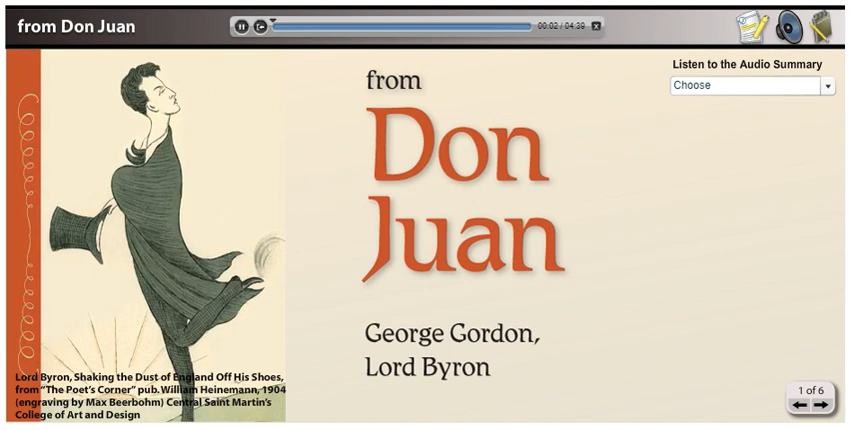 from Don Juan
00:02 / 04:39
Listen to the Audio Summary
Choose
from
Don
Juan
George Gordon,
Lord Byron
Lord Byron, Shaking the Dust of England Off His Shoes,
from "The Poet's Corner" pub. William Heinemann, 1904
(engraving by Max Beerbohm) Central Saint Martin's
College of Art and Design
1 of 6